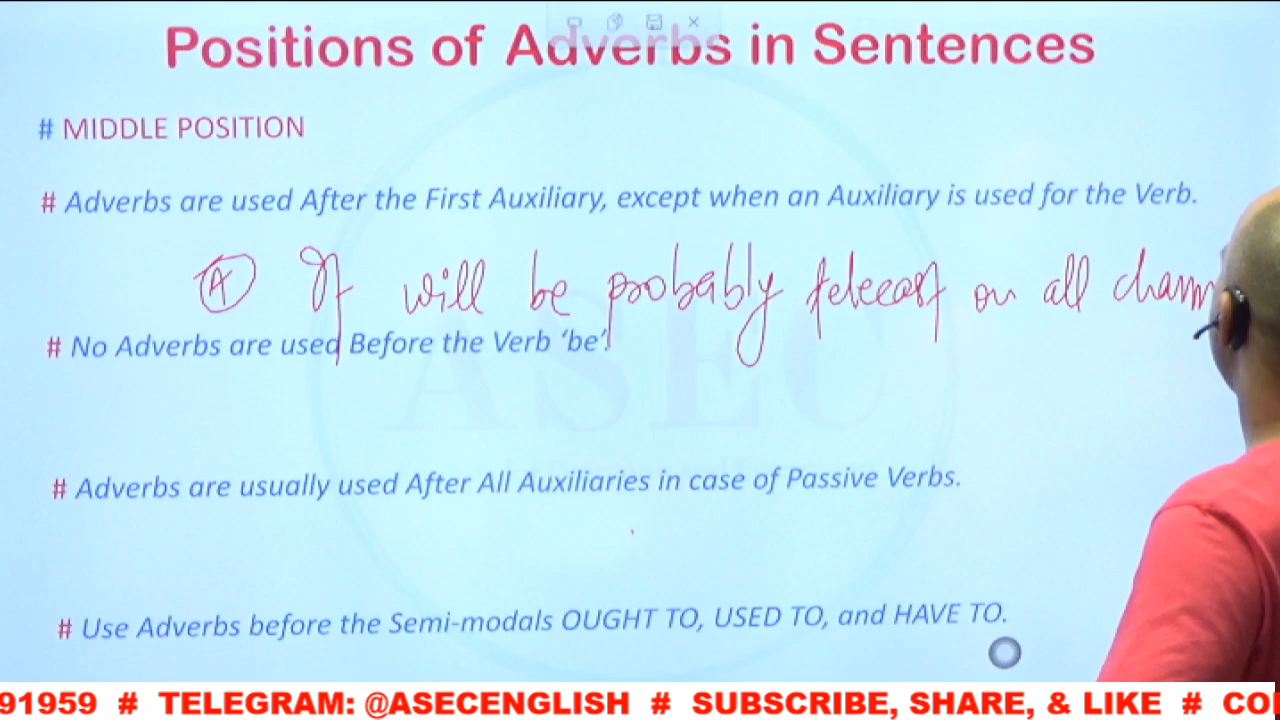 Positions of Adverbs in Sentences
# MIDDLE POSITION
# Adverbs are used After the First Auxiliary, except when an Auxiliary is used for the Verb.
A It will be probably telecast on all chann
# No Adverbs are used Before the Verb ‘be’.
ASEC
# Adverbs are usually used After All Auxiliaries in case of Passive Verbs.
# Use Adverbs before the Semi-modals OUGHT TO, USED TO, and HAVE TO.
91959 # TELEGRAM: @ASECENGLISH # SUBSCRIBE, SHARE, & LIKE # CO